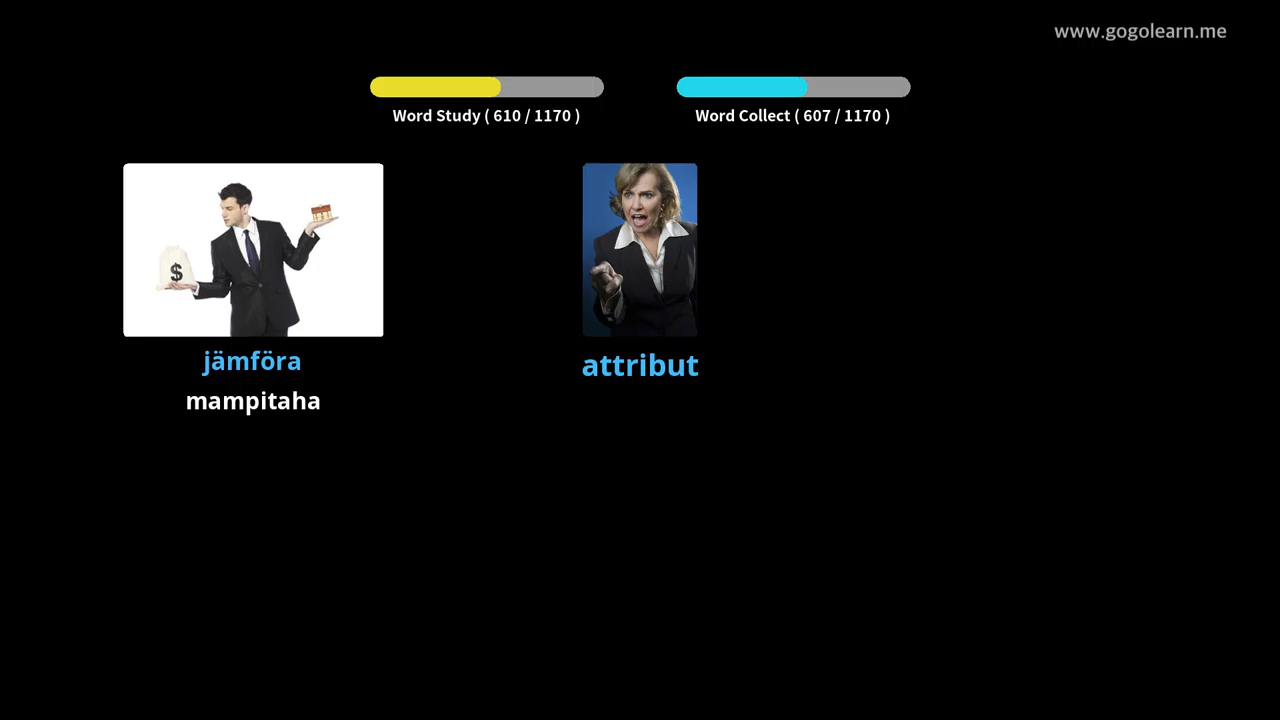 www.gogolearn.me
Word Study ( 610 / 1170 )
Word Collect ( 607 / 1170 )
$
jämföra
mampitaha
attribut